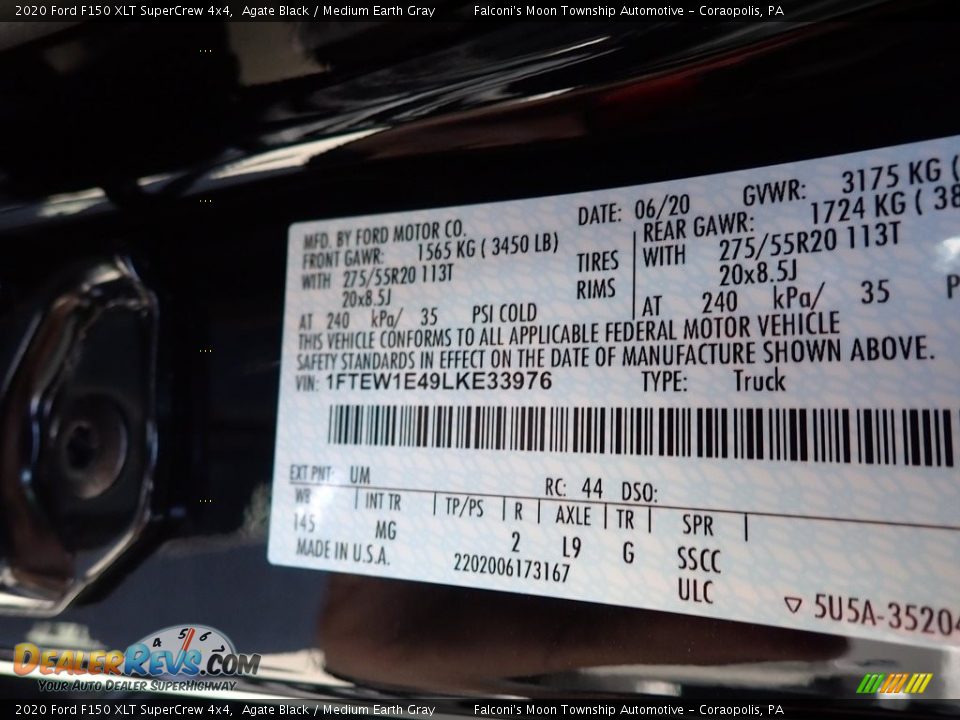 2020 Ford F150 XLT SuperCrew 4x4, Agate Black / Medium Earth Gray Falconi's Moon Township Automotive - Coraopolis, PA
MFD. BY FORD MOTOR CO. DATE: 06/20 GVWR: 3175 KG (
FRONT GAWR: 1565 KG ( 3450 LB) REAR GAWR: 1724 KG ( 38
WITH 275/55R20 113T TIRES WITH 275/55R20 113T
20x8.5J RIMS 20x8.5J
AT 240 kPa/ 35 PSI COLD AT 240 kPa/ 35 P
THIS VEHICLE CONFORMS TO ALL APPLICABLE FEDERAL MOTOR VEHICLE
SAFETY STANDARDS IN EFFECT ON THE DATE OF MANUFACTURE SHOWN ABOVE.
VIN: 1FTEW1E49LKE33976 TYPE: Truck
EXT PNT: UM RC: 44 DSO:
WB INT TR TP/PS R AXLE TR SPR
145 MG 2 L9 G SSCC
MADE IN U.S.A. 2202006173167 ULC
5U5A-35204
4 5 6
DEALERREVS.COM
YOUR AUTO DEALER SUPERHIGHWAY
2020 Ford F150 XLT SuperCrew 4x4, Agate Black / Medium Earth Gray Falconi's Moon Township Automotive - Coraopolis, PA